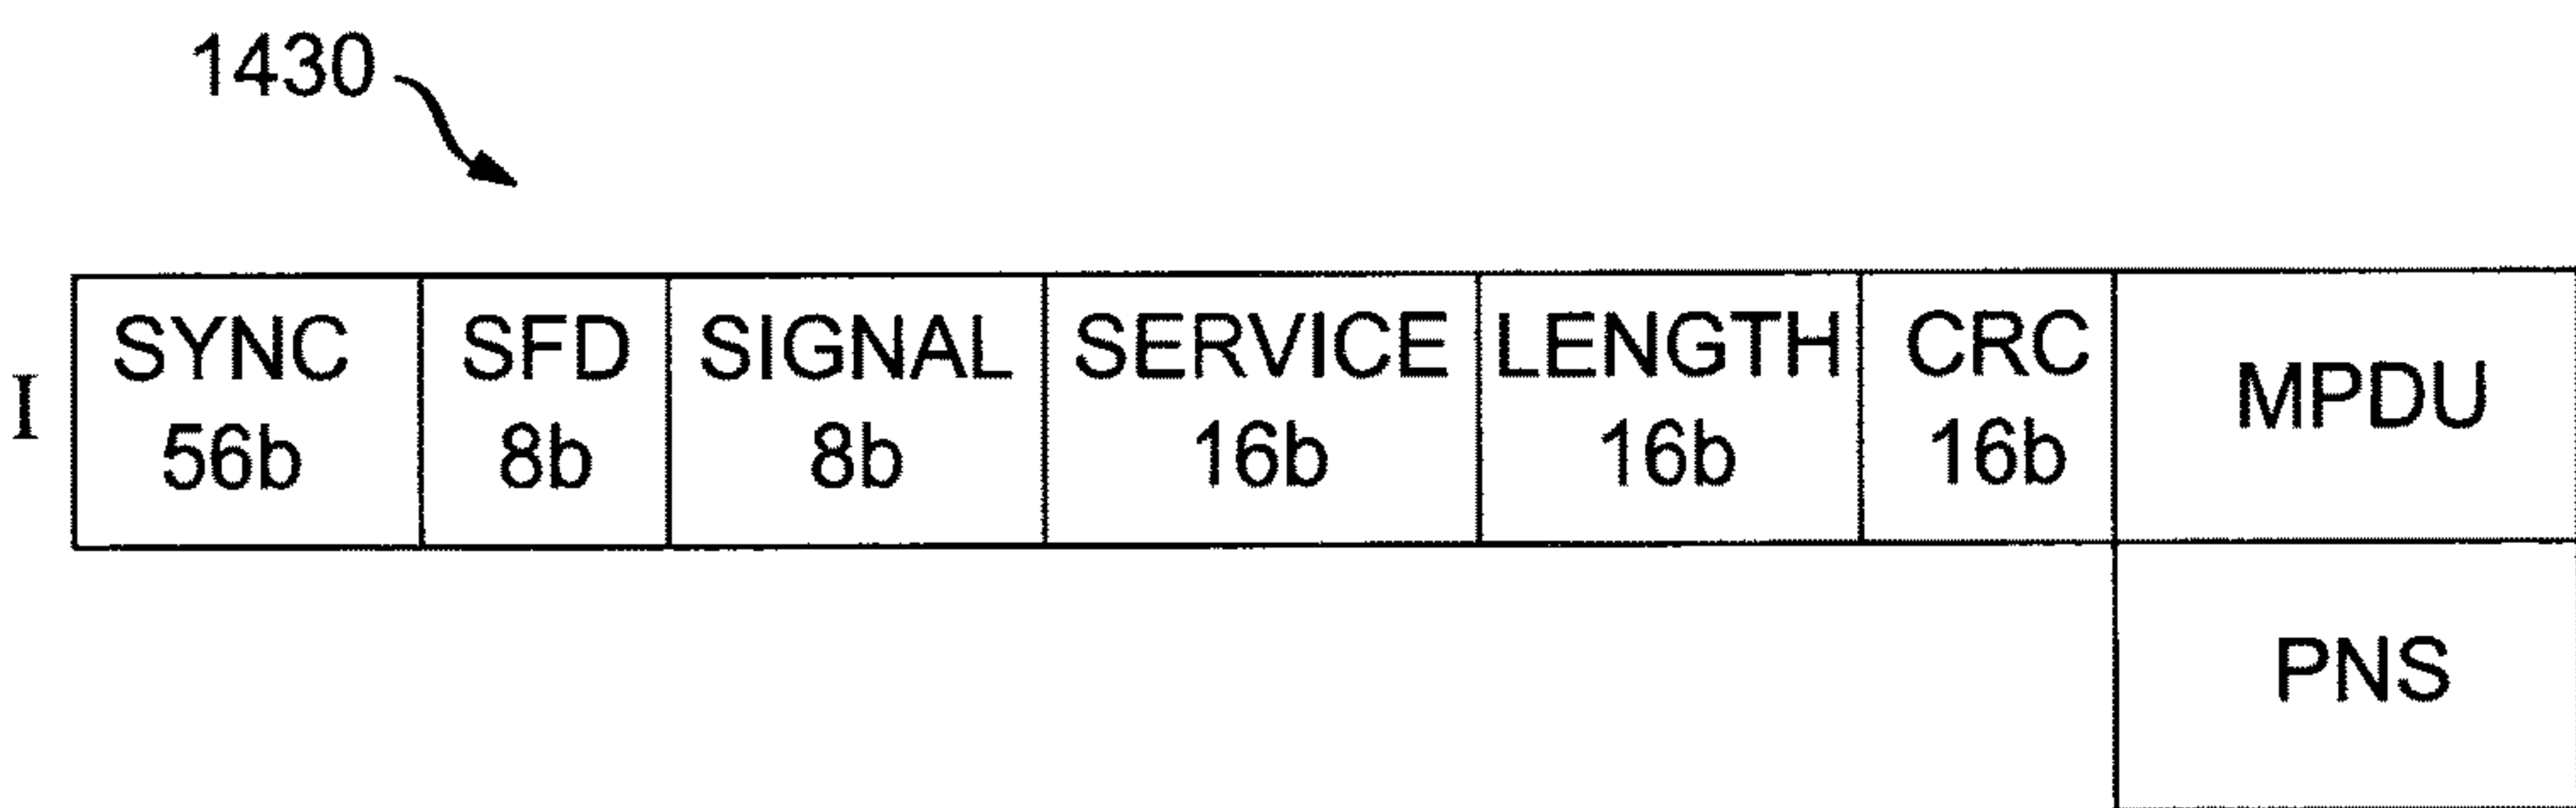 1430
I
SYNC SFD SIGNAL SERVICE LENGTH CRC MPDU
56b 8b 8b 16b 16b 16b
PNS